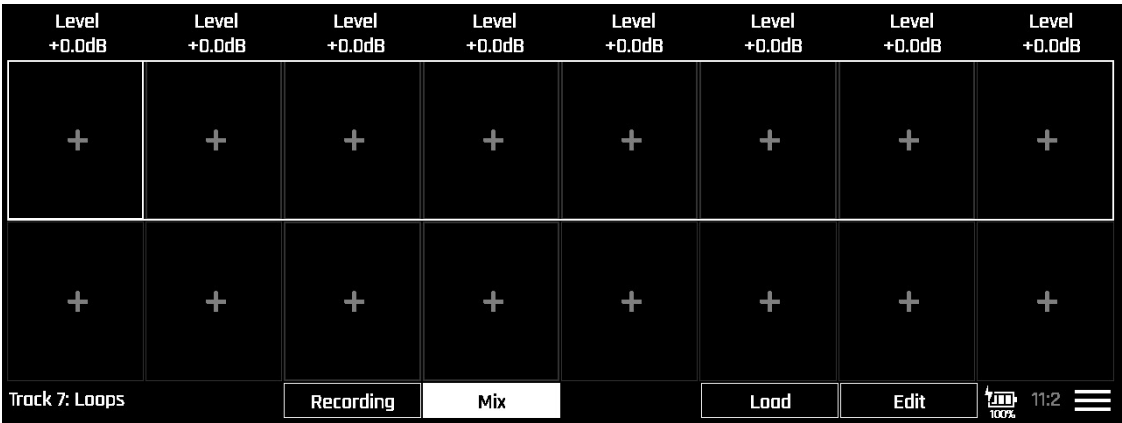 Level Level Level Level Level Level Level Level
+0.0dB +0.0dB +0.0dB +0.0dB +0.0dB +0.0dB +0.0dB +0.0dB
+ + + + + + + +
+ + + + + + + +
Track 7: Loops Recording Mix Load Edit 11:2
100%